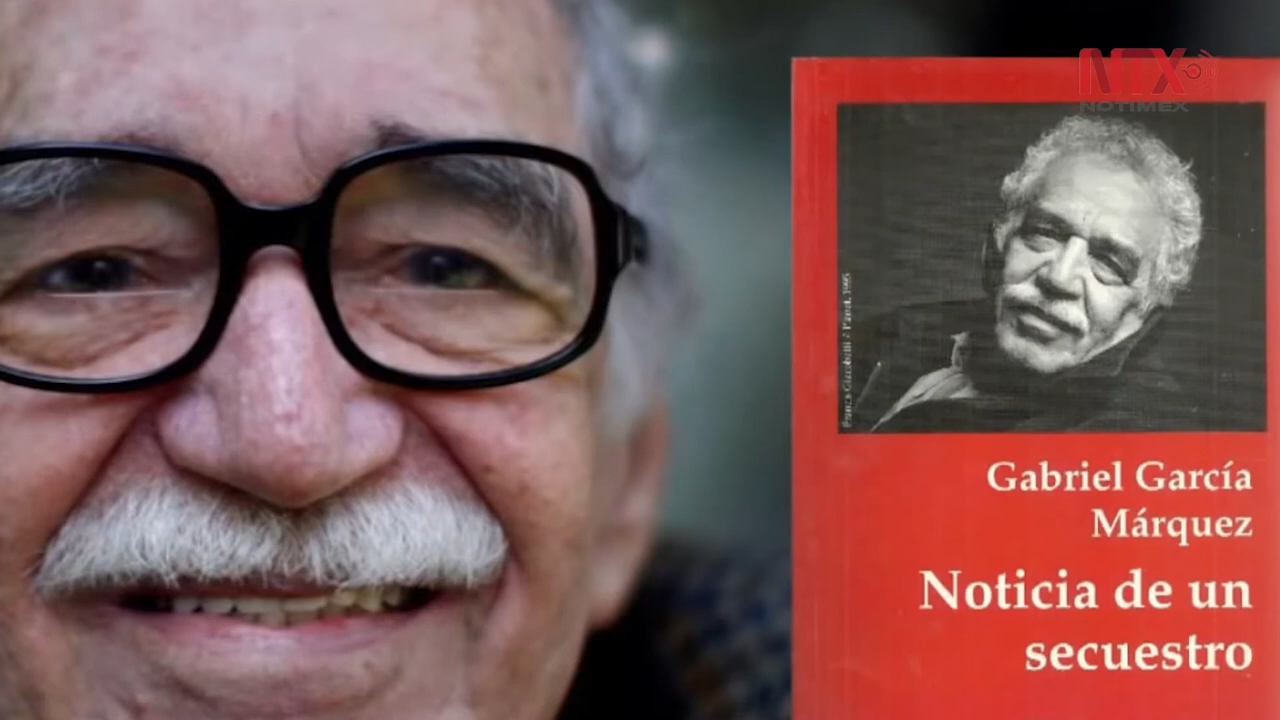 NTX
NOTIMEX
Gabriel García
Márquez
Noticia de un
secuestro